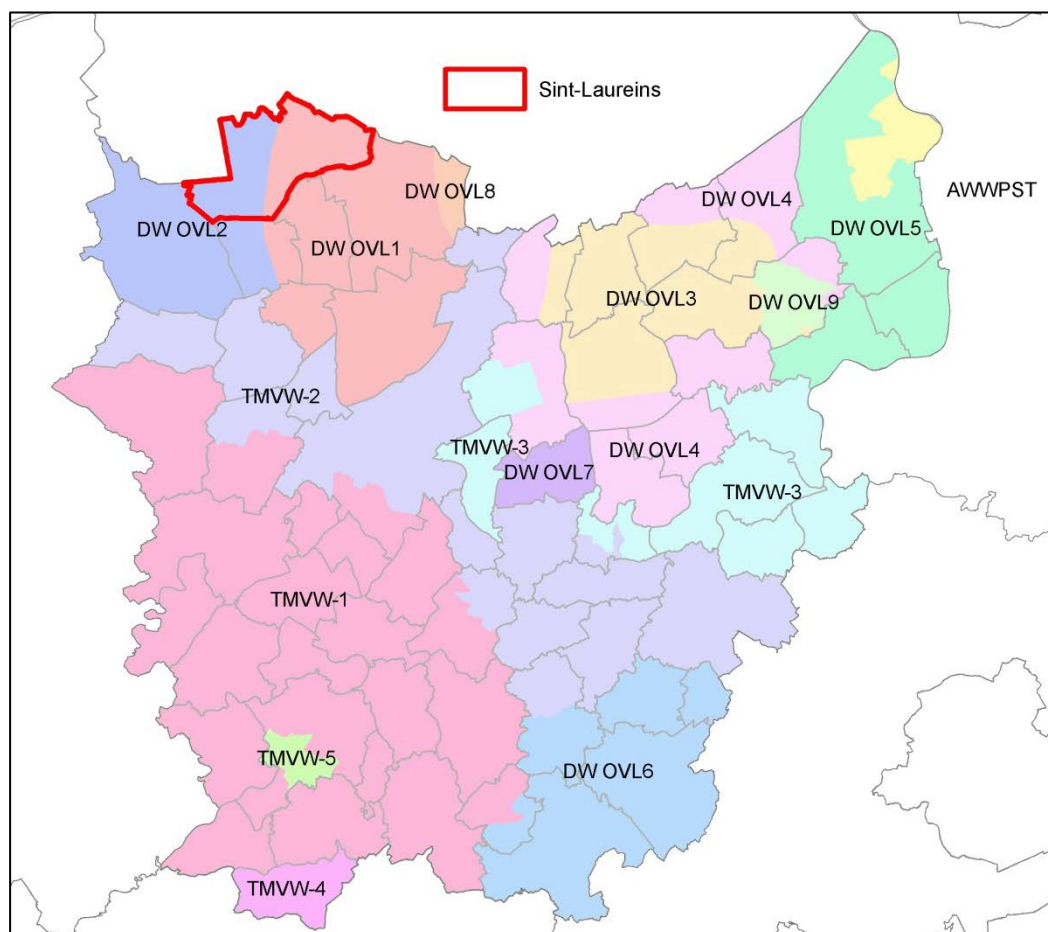 Sint-Laureins
DW OVL8
DW OVL4
AWWPST
DW OVL2
DW OVL5
DW OVL1
DW OVL3
DW OVL9
TMVW-2
TMVW-3
DW OVL4
DW OVL7
TMVW-3
TMVW-1
TMVW-5
DW OVL6
TMVW-4